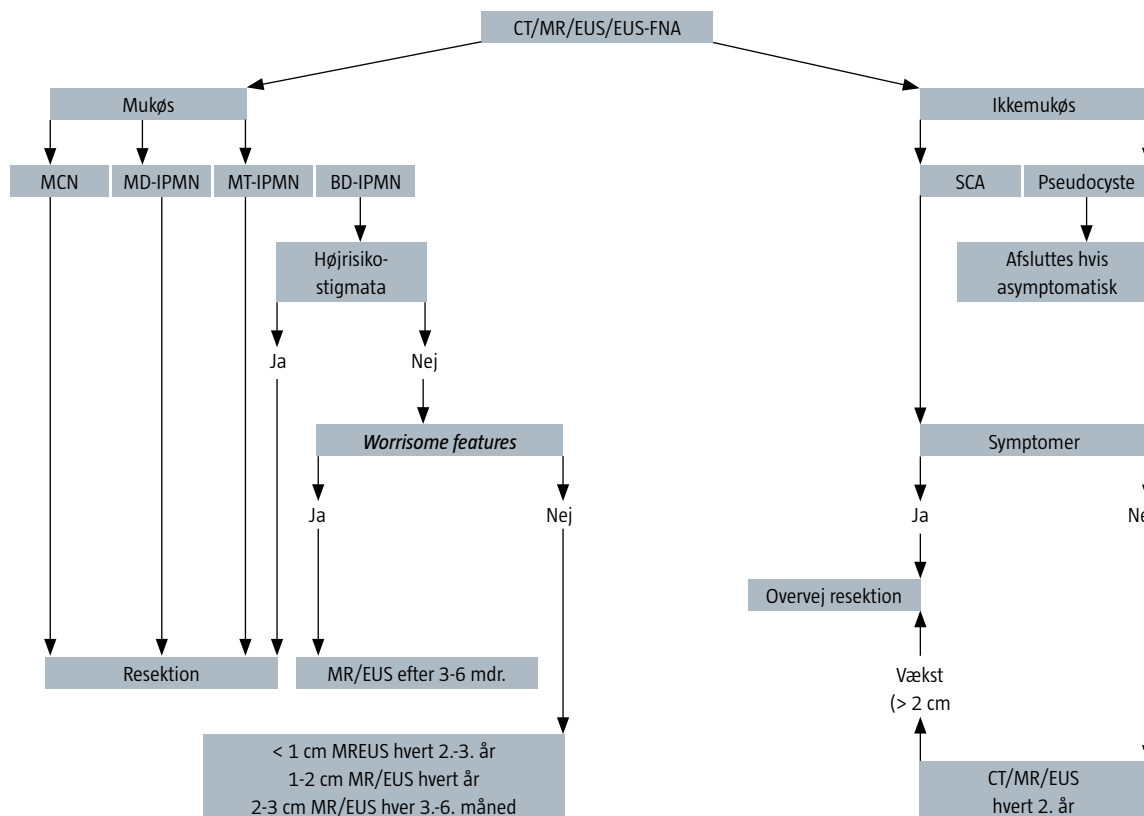 CT/MR/EUS/EUS-FNA
Mukøs
Ikkemukøs
MCN
MD-IPMN
MT-IPMN
BD-IPMN
SCA
Pseudocyste
Højrisiko-
stigmata
Afsluttes hvis
asymptomatisk
Ja
Nej
Worrisome features
Symptomer
Ja
Nej
Ja
Ne
Overvej resektion
Resektion
MR/EUS efter 3-6 mdr.
Vækst
(> 2 cm
< 1 cm MREUS hvert 2.-3. år
1-2 cm MR/EUS hvert år
2-3 cm MR/EUS hver 3.-6. måned
CT/MR/EUS
hvert 2. år